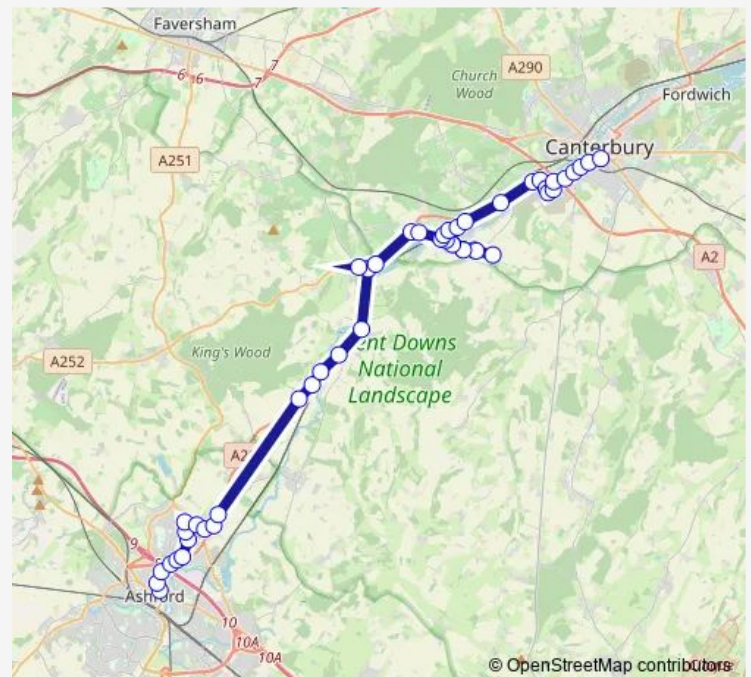 Faversham
A290
Church
Wood
Fordwich
7
7
6
6
A251
Canterbury
A2
King's Wood
ent Downs
National
Landscape
A252
A2
9
Ashford
10
10A
10A
© OpenStreetMap contributors